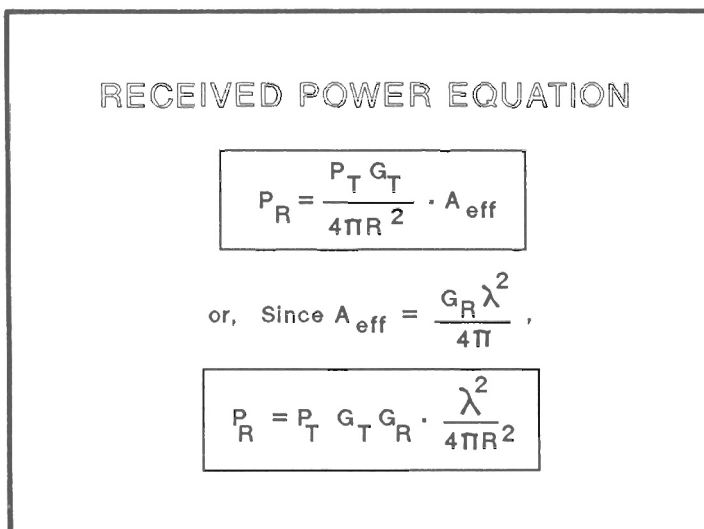 RECEIVED POWER EQUATION
P_R = P_T G_T / 4πR² · A_eff
or, Since A_eff = G_R λ² / 4π ,
P_R = P_T G_T G_R · λ² / 4πR²